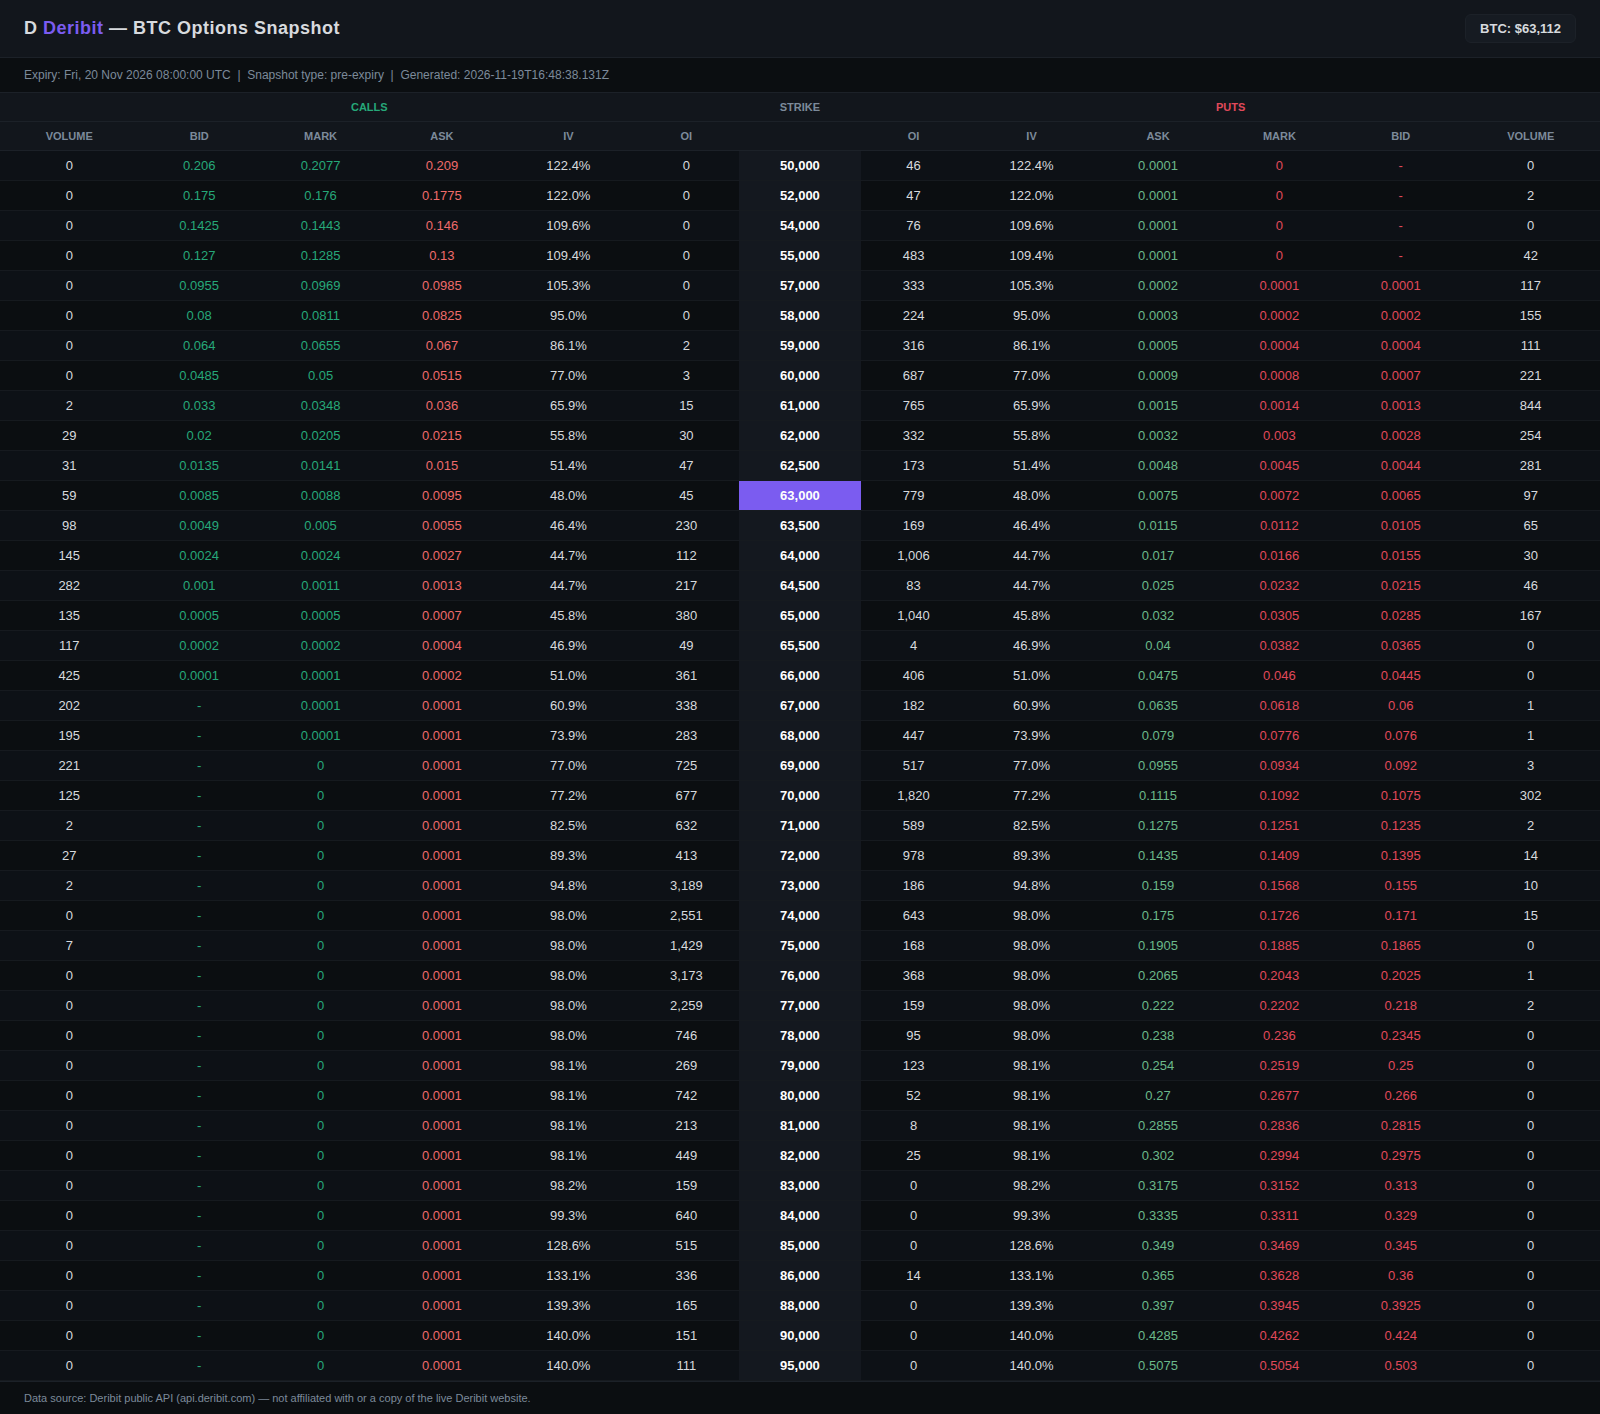 D Deribit — BTC Options Snapshot
BTC: $63,112
Expiry: Fri, 20 Nov 2026 08:00:00 UTC | Snapshot type: pre-expiry | Generated: 2026-11-19T16:48:38.131Z
CALLS STRIKE PUTS
VOLUME BID MARK ASK IV OI OI IV ASK MARK BID VOLUME
0 0.206 0.2077 0.209 122.4% 0 50,000 46 122.4% 0.0001 0 - 0
0 0.175 0.176 0.1775 122.0% 0 52,000 47 122.0% 0.0001 0 - 2
0 0.1425 0.1443 0.146 109.6% 0 54,000 76 109.6% 0.0001 0 - 0
0 0.127 0.1285 0.13 109.4% 0 55,000 483 109.4% 0.0001 0 - 42
0 0.0955 0.0969 0.0985 105.3% 0 57,000 333 105.3% 0.0002 0.0001 0.0001 117
0 0.08 0.0811 0.0825 95.0% 0 58,000 224 95.0% 0.0003 0.0002 0.0002 155
0 0.064 0.0655 0.067 86.1% 2 59,000 316 86.1% 0.0005 0.0004 0.0004 111
0 0.0485 0.05 0.0515 77.0% 3 60,000 687 77.0% 0.0009 0.0008 0.0007 221
2 0.033 0.0348 0.036 65.9% 15 61,000 765 65.9% 0.0015 0.0014 0.0013 844
29 0.02 0.0205 0.0215 55.8% 30 62,000 332 55.8% 0.0032 0.003 0.0028 254
31 0.0135 0.0141 0.015 51.4% 47 62,500 173 51.4% 0.0048 0.0045 0.0044 281
59 0.0085 0.0088 0.0095 48.0% 45 63,000 779 48.0% 0.0075 0.0072 0.0065 97
98 0.0049 0.005 0.0055 46.4% 230 63,500 169 46.4% 0.0115 0.0112 0.0105 65
145 0.0024 0.0024 0.0027 44.7% 112 64,000 1,006 44.7% 0.017 0.0166 0.0155 30
282 0.001 0.0011 0.0013 44.7% 217 64,500 83 44.7% 0.025 0.0232 0.0215 46
135 0.0005 0.0005 0.0007 45.8% 380 65,000 1,040 45.8% 0.032 0.0305 0.0285 167
117 0.0002 0.0002 0.0004 46.9% 49 65,500 4 46.9% 0.04 0.0382 0.0365 0
425 0.0001 0.0001 0.0002 51.0% 361 66,000 406 51.0% 0.0475 0.046 0.0445 0
202 - 0.0001 0.0001 60.9% 338 67,000 182 60.9% 0.0635 0.0618 0.06 1
195 - 0.0001 0.0001 73.9% 283 68,000 447 73.9% 0.079 0.0776 0.076 1
221 - 0 0.0001 77.0% 725 69,000 517 77.0% 0.0955 0.0934 0.092 3
125 - 0 0.0001 77.2% 677 70,000 1,820 77.2% 0.1115 0.1092 0.1075 302
2 - 0 0.0001 82.5% 632 71,000 589 82.5% 0.1275 0.1251 0.1235 2
27 - 0 0.0001 89.3% 413 72,000 978 89.3% 0.1435 0.1409 0.1395 14
2 - 0 0.0001 94.8% 3,189 73,000 186 94.8% 0.159 0.1568 0.155 10
0 - 0 0.0001 98.0% 2,551 74,000 643 98.0% 0.175 0.1726 0.171 15
7 - 0 0.0001 98.0% 1,429 75,000 168 98.0% 0.1905 0.1885 0.1865 0
0 - 0 0.0001 98.0% 3,173 76,000 368 98.0% 0.2065 0.2043 0.2025 1
0 - 0 0.0001 98.0% 2,259 77,000 159 98.0% 0.222 0.2202 0.218 2
0 - 0 0.0001 98.0% 746 78,000 95 98.0% 0.238 0.236 0.2345 0
0 - 0 0.0001 98.1% 269 79,000 123 98.1% 0.254 0.2519 0.25 0
0 - 0 0.0001 98.1% 742 80,000 52 98.1% 0.27 0.2677 0.266 0
0 - 0 0.0001 98.1% 213 81,000 8 98.1% 0.2855 0.2836 0.2815 0
0 - 0 0.0001 98.1% 449 82,000 25 98.1% 0.302 0.2994 0.2975 0
0 - 0 0.0001 98.2% 159 83,000 0 98.2% 0.3175 0.3152 0.313 0
0 - 0 0.0001 99.3% 640 84,000 0 99.3% 0.3335 0.3311 0.329 0
0 - 0 0.0001 128.6% 515 85,000 0 128.6% 0.349 0.3469 0.345 0
0 - 0 0.0001 133.1% 336 86,000 14 133.1% 0.365 0.3628 0.36 0
0 - 0 0.0001 139.3% 165 88,000 0 139.3% 0.397 0.3945 0.3925 0
0 - 0 0.0001 140.0% 151 90,000 0 140.0% 0.4285 0.4262 0.424 0
0 - 0 0.0001 140.0% 111 95,000 0 140.0% 0.5075 0.5054 0.503 0
Data source: Deribit public API (api.deribit.com) — not affiliated with or a copy of the live Deribit website.